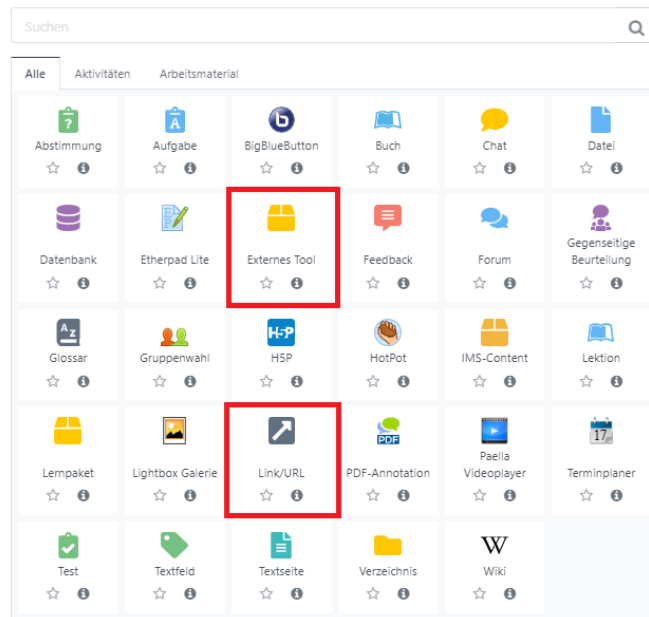 Suchen
Alle Aktivitäten Arbeitsmaterial
Abstimmung Aufgabe BigBlueButton Buch Chat Datei
Datenbank Etherpad Lite Externes Tool Feedback Forum Gegenseitige
Beurteilung
Glossar Gruppenwahl H5P HotPot IMS-Content Lektion
Lernpaket Lightbox Galerie Link/URL PDF-Annotation Paella
Videoplayer Terminplaner
Test Textfeld Textseite Verzeichnis Wiki